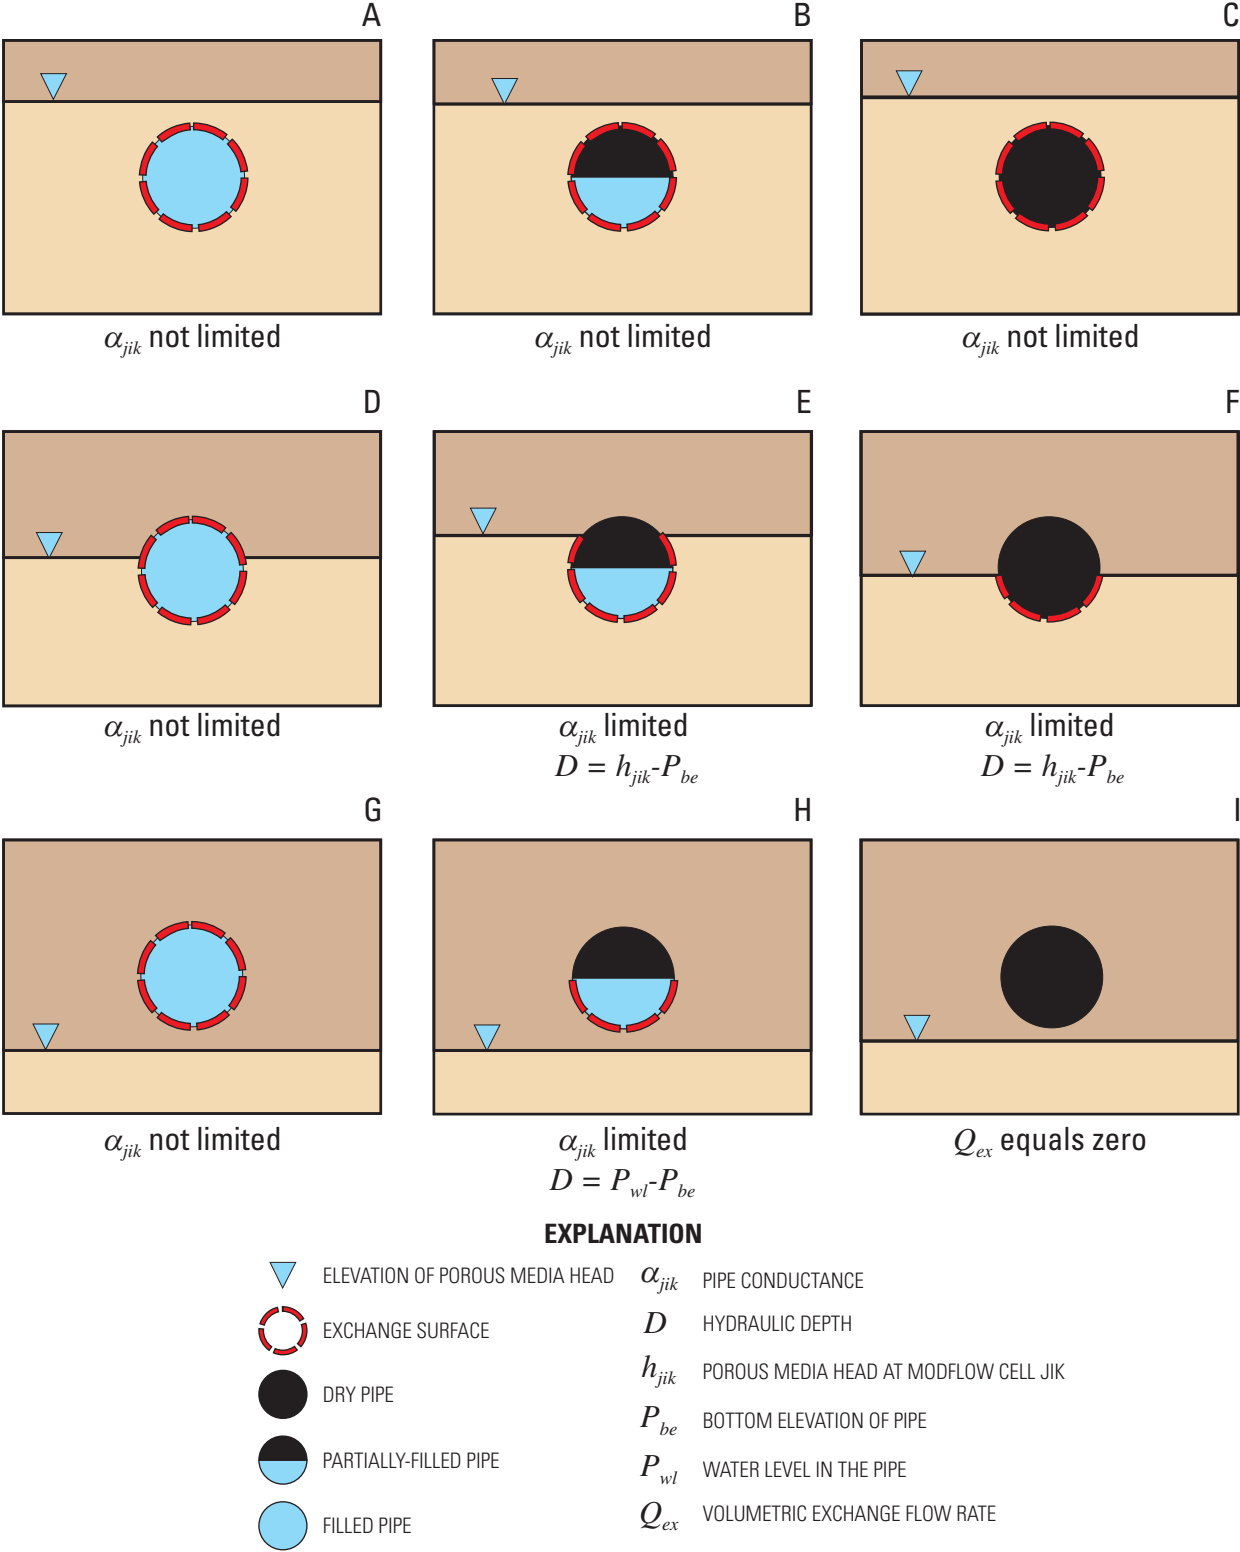 A
B
C
α_jik not limited
α_jik not limited
α_jik not limited
D
E
F
α_jik not limited
α_jik limited
D = h_jik-P_be
α_jik limited
D = h_jik-P_be
G
H
I
α_jik not limited
α_jik limited
D = P_wl-P_be
Q_ex equals zero
EXPLANATION
ELEVATION OF POROUS MEDIA HEAD
EXCHANGE SURFACE
DRY PIPE
PARTIALLY-FILLED PIPE
FILLED PIPE
α_jik PIPE CONDUCTANCE
D HYDRAULIC DEPTH
h_jik POROUS MEDIA HEAD AT MODFLOW CELL JIK
P_be BOTTOM ELEVATION OF PIPE
P_wl WATER LEVEL IN THE PIPE
Q_ex VOLUMETRIC EXCHANGE FLOW RATE